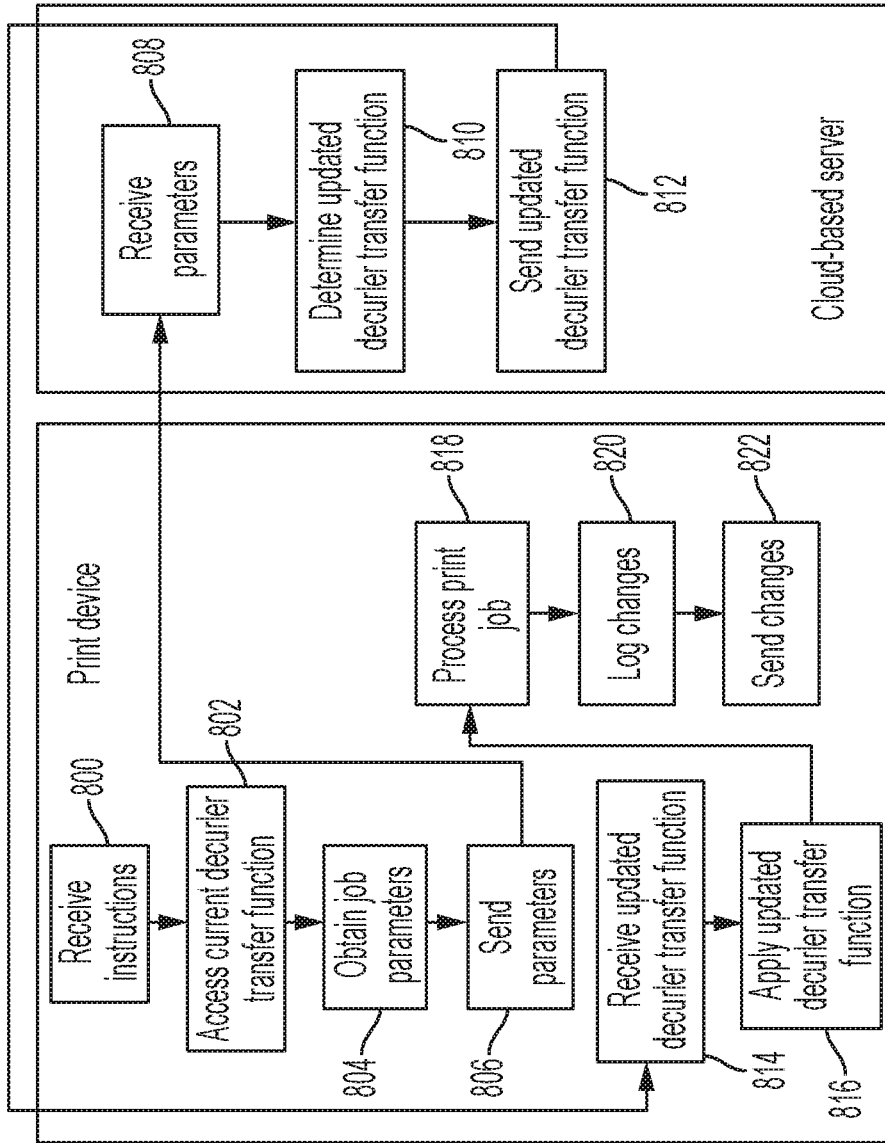 Print device
Receive
instructions
800
Access current decurler
transfer function
802
Obtain job
parameters
804
Send
parameters
806
Receive updated
decurler transfer function
814
Apply updated
decurler transfer
function
816
Process print
job
818
Log changes
820
Send changes
822
Receive
parameters
808
Determine updated
decurler transfer function
810
Send updated
decurler transfer function
812
Cloud-based server